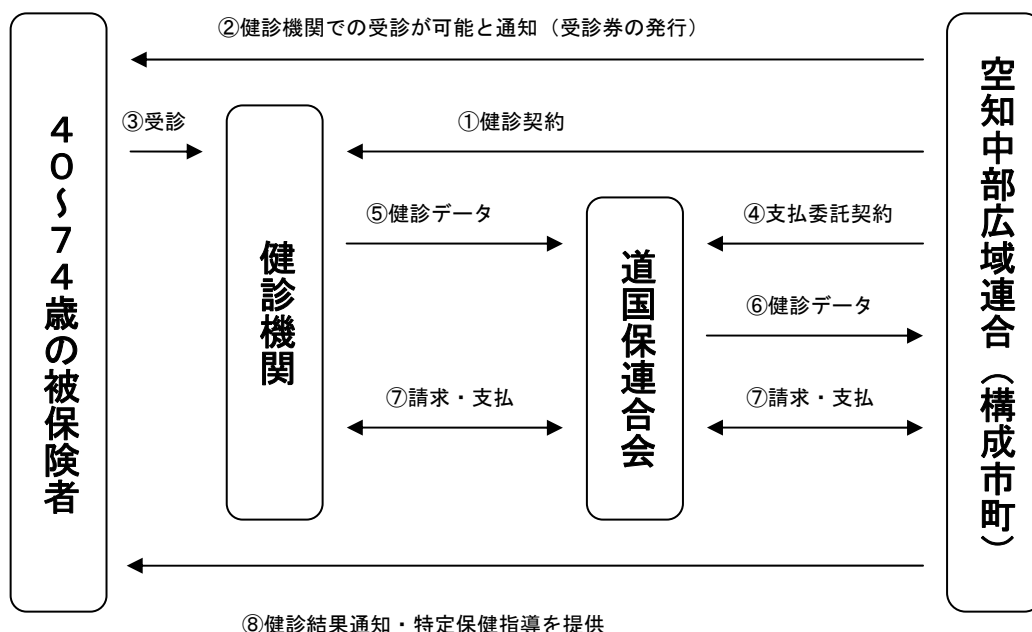 ②健診機関での受診が可能と通知（受診券の発行）
③受診
①健診契約
⑤健診データ
④支払委託契約
⑥健診データ
⑦請求・支払
⑦請求・支払
⑧健診結果通知・特定保健指導を提供
４０～７４歳の被保険者
健診機関
道国保連合会
空知中部広域連合（構成市町）